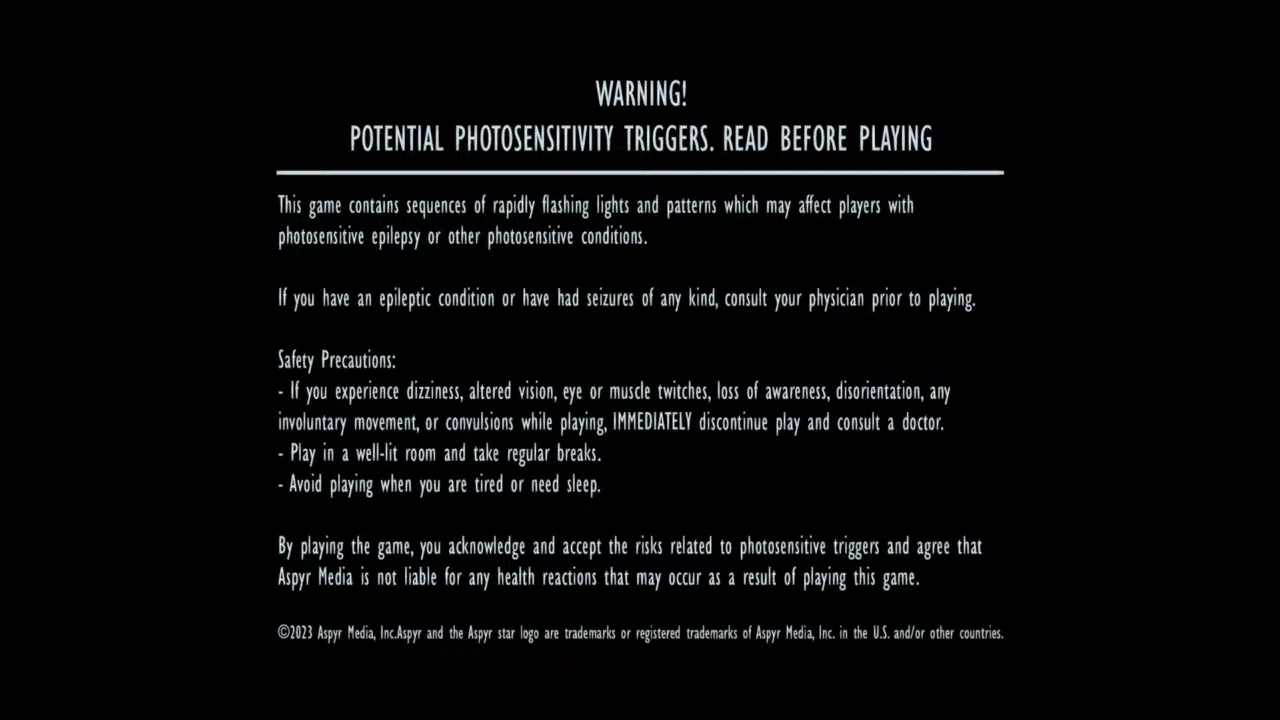 WARNING!
POTENTIAL PHOTOSENSITIVITY TRIGGERS. READ BEFORE PLAYING
This game contains sequences of rapidly flashing lights and patterns which may affect players with
photosensitive epilepsy or other photosensitive conditions.
If you have an epileptic condition or have had seizures of any kind, consult your physician prior to playing.
Safety Precautions:
- If you experience dizziness, altered vision, eye or muscle twitches, loss of awareness, disorientation, any
involuntary movement, or convulsions while playing, IMMEDIATELY discontinue play and consult a doctor.
- Play in a well-lit room and take regular breaks.
- Avoid playing when you are tired or need sleep.
By playing the game, you acknowledge and accept the risks related to photosensitive triggers and agree that
Aspyr Media is not liable for any health reactions that may occur as a result of playing this game.
©2023 Aspyr Media, Inc.Aspyr and the Aspyr star logo are trademarks or registered trademarks of Aspyr Media, Inc. in the U.S. and/or other countries.